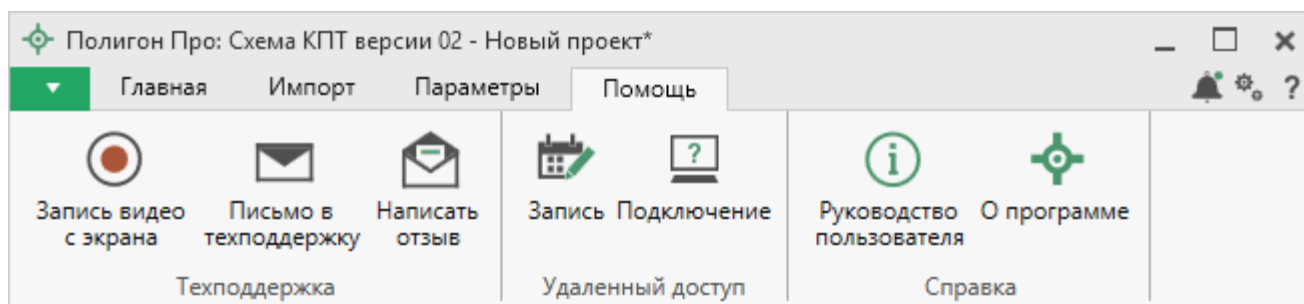 Полигон Про: Схема КПТ версии 02 - Новый проект*
Главная Импорт Параметры Помощь ?
?
Запись видео с экрана
Письмо в техподдержку
Написать отзыв
Запись
Подключение
Руководство пользователя
О программе
Техподдержка
Удаленный доступ
Справка